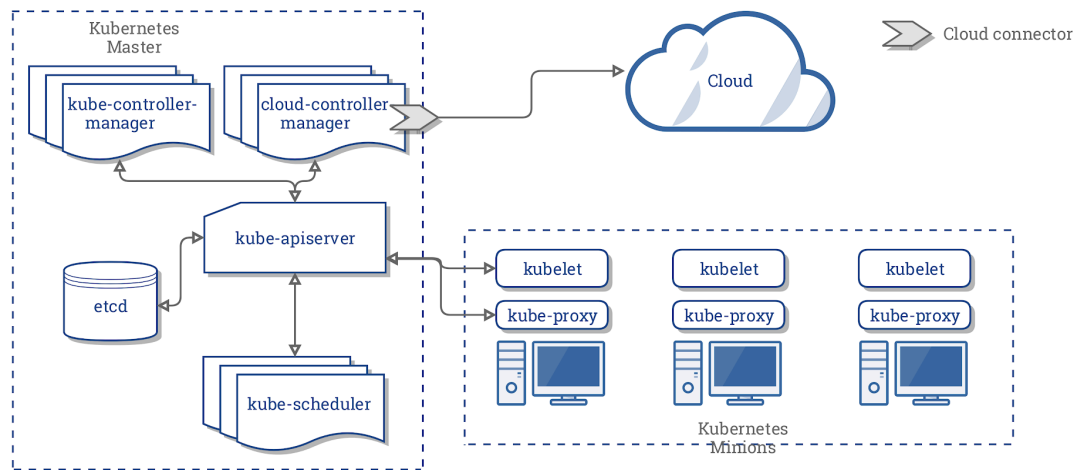 Kubernetes
Master
kube-controller-
manager
cloud-controller
manager
Cloud
Cloud connector
kube-apiserver
etcd
kube-scheduler
kubelet
kubelet
kubelet
kube-proxy
kube-proxy
kube-proxy
Kubernetes
Minions